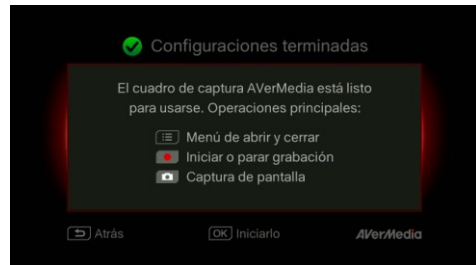 Configuraciones terminadas
El cuadro de captura AVerMedia está listo
para usarse. Operaciones principales:
Menú de abrir y cerrar
Iniciar o parar grabación
Captura de pantalla
Atrás OK Iniciarlo AVerMedia